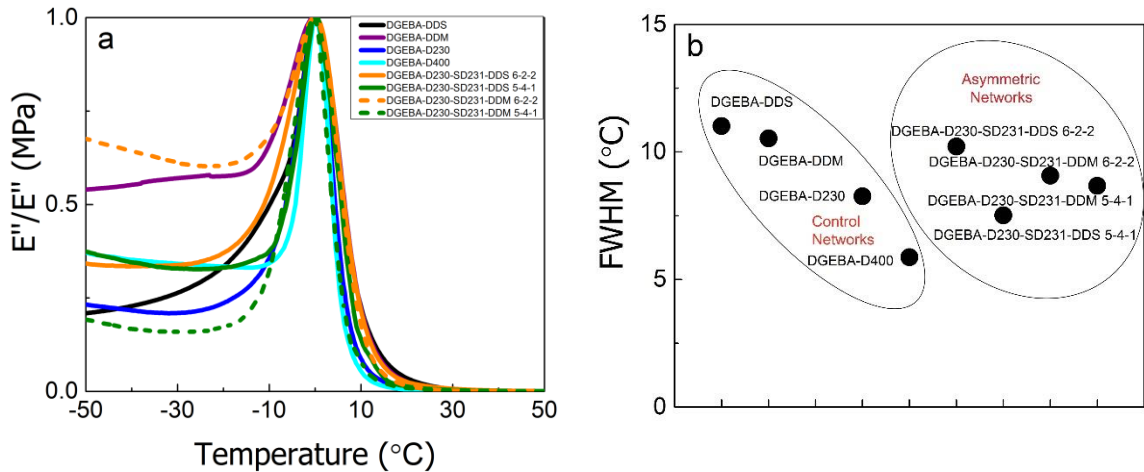 a
DGEBA-DDS
DGEBA-DDM
DGEBA-D230
DGEBA-D400
DGEBA-D230-SD231-DDS 6-2-2
DGEBA-D230-SD231-DDS 5-4-1
DGEBA-D230-SD231-DDM 6-2-2
DGEBA-D230-SD231-DDM 5-4-1
E''/E'' (MPa)
1.0
0.5
0.0
-50
-30
-10
10
30
50
Temperature (°C)
b
FWHM (°C)
15
10
5
0
DGEBA-DDS
DGEBA-DDM
DGEBA-D230
Control
Networks
DGEBA-D400
Asymmetric
Networks
DGEBA-D230-SD231-DDS 6-2-2
DGEBA-D230-SD231-DDM 6-2-2
DGEBA-D230-SD231-DDM 5-4-1
DGEBA-D230-SD231-DDS 5-4-1